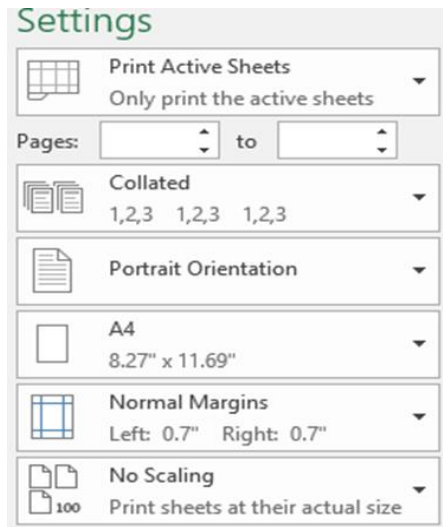 Settings
Print Active Sheets
Only print the active sheets
Pages: to
Collated
1,2,3 1,2,3 1,2,3
Portrait Orientation
A4
8.27" x 11.69"
Normal Margins
Left: 0.7" Right: 0.7"
No Scaling
100
Print sheets at their actual size